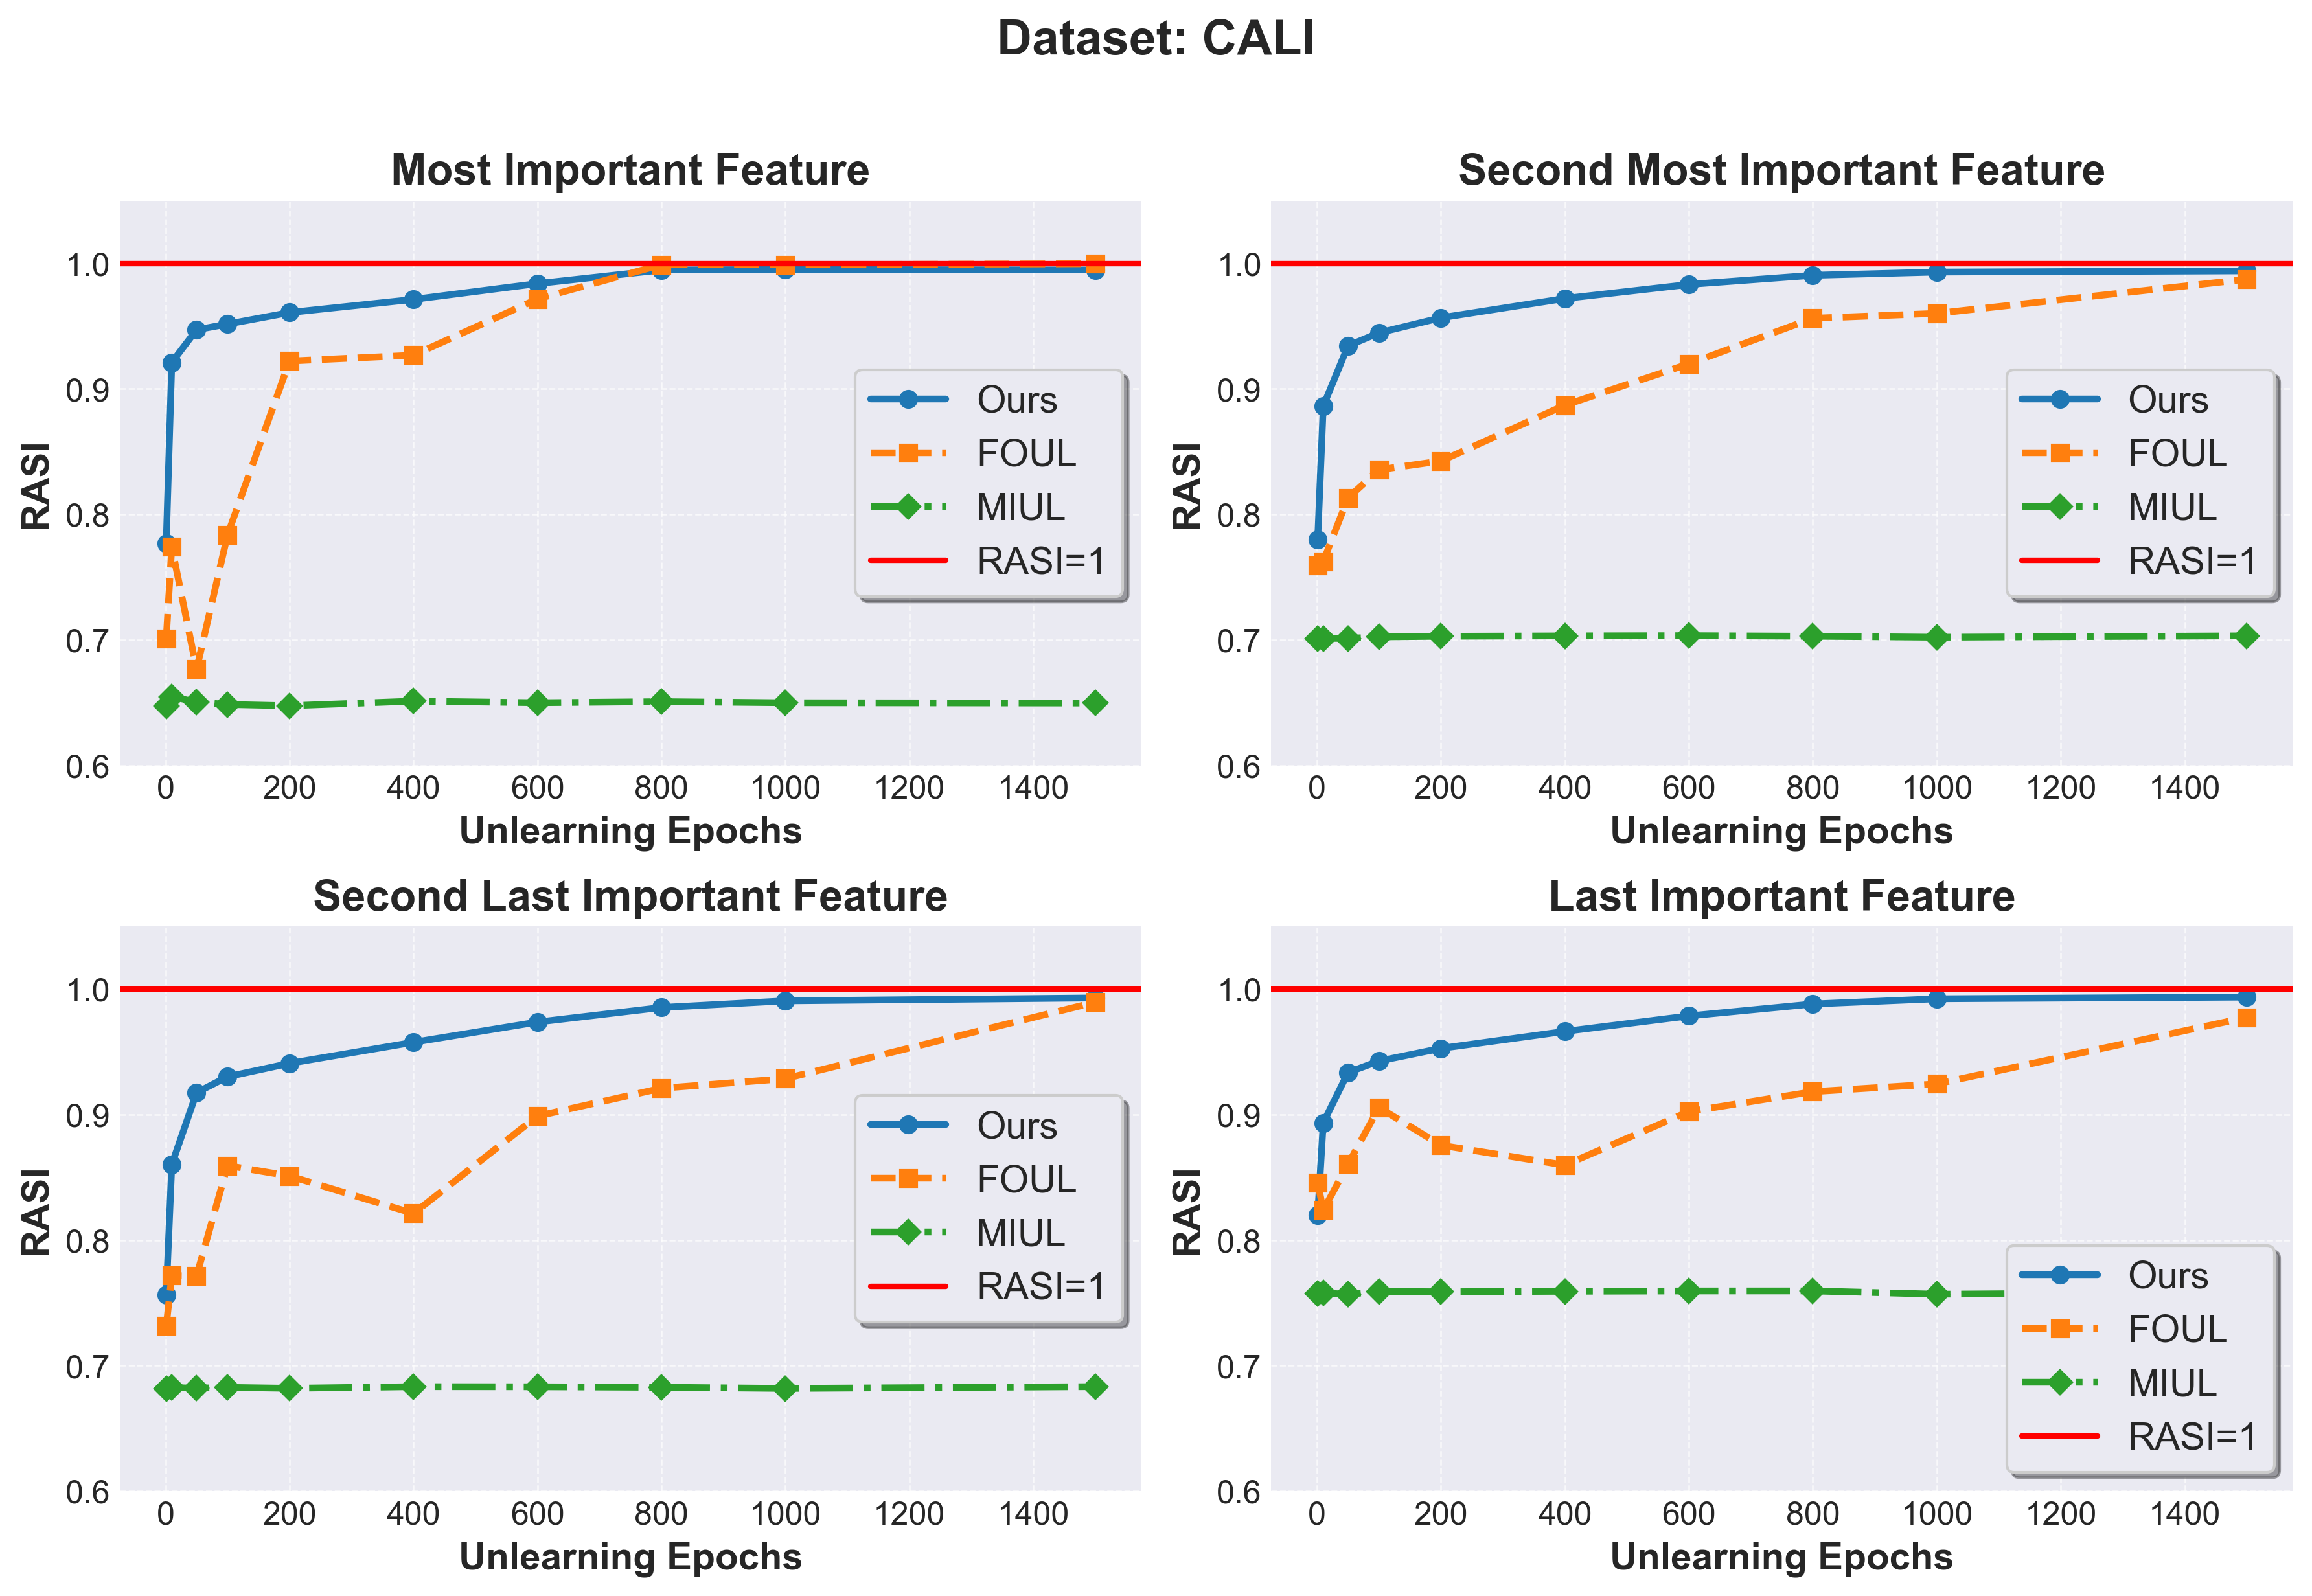 Dataset: CALI
Most Important Feature
RASI
1.0
0.9
0.8
0.7
0.6
Ours
FOUL
MIUL
RASI=1
0 200 400 600 800 1000 1200 1400
Unlearning Epochs
Second Most Important Feature
RASI
1.0
0.9
0.8
0.7
0.6
Ours
FOUL
MIUL
RASI=1
0 200 400 600 800 1000 1200 1400
Unlearning Epochs
Second Last Important Feature
RASI
1.0
0.9
0.8
0.7
0.6
Ours
FOUL
MIUL
RASI=1
0 200 400 600 800 1000 1200 1400
Unlearning Epochs
Last Important Feature
RASI
1.0
0.9
0.8
0.7
0.6
Ours
FOUL
MIUL
RASI=1
0 200 400 600 800 1000 1200 1400
Unlearning Epochs